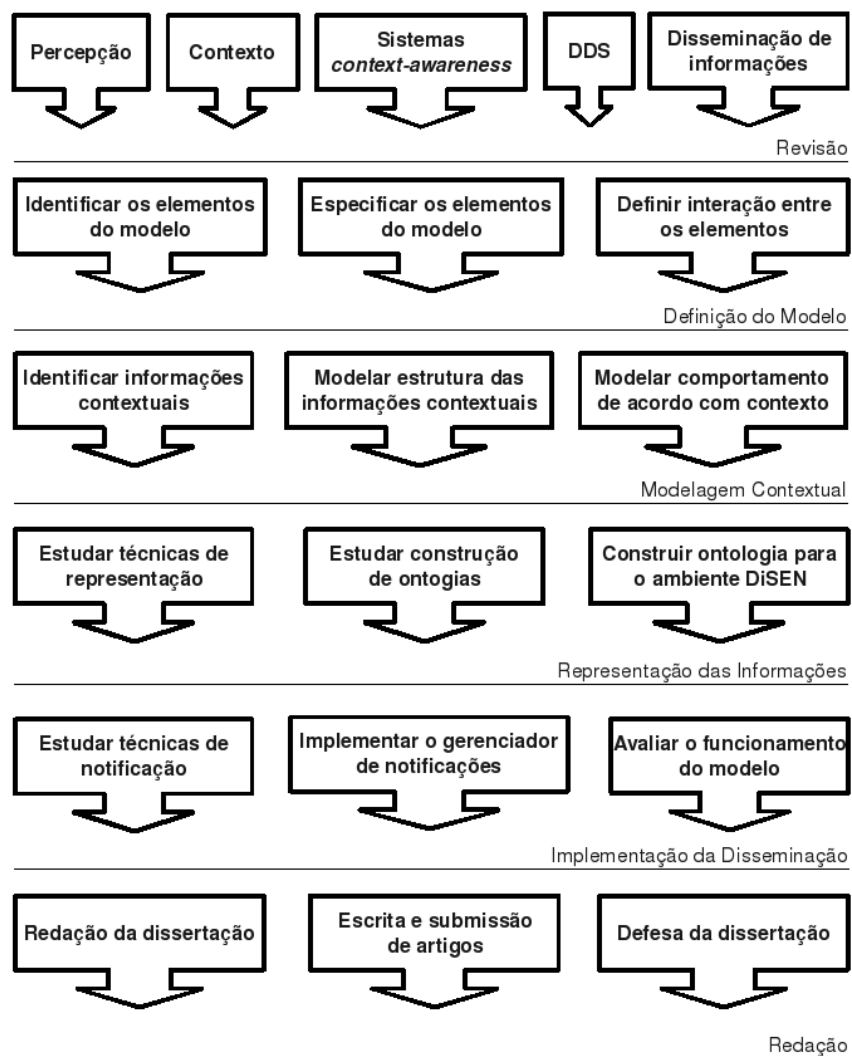 Percepção
Contexto
Sistemas
context-awareness
DDS
Disseminação de
informações
Revisão
Identificar os elementos
do modelo
Especificar os elementos
do modelo
Definir interação entre
os elementos
Definição do Modelo
Identificar informações
contextuais
Modelar estrutura das
informações contextuais
Modelar comportamento
de acordo com contexto
Modelagem Contextual
Estudar técnicas de
representação
Estudar construção
de ontogias
Construir ontologia para
o ambiente DiSEN
Representação das Informações
Estudar técnicas de
notificação
Implementar o gerenciador
de notificações
Avaliar o funcionamento
do modelo
Implementação da Disseminação
Redação da dissertação
Escrita e submissão
de artigos
Defesa da dissertação
Redação